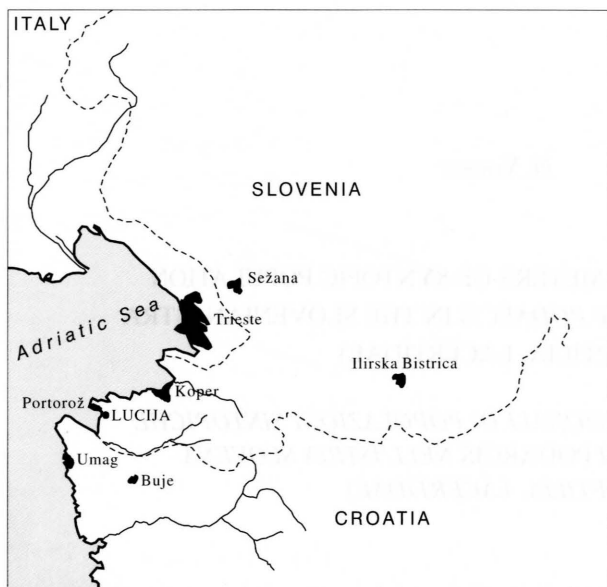 ITALY
SLOVENIA
Sežana
Adriatic Sea
Trieste
Ilirska Bistrica
Koper
Portorož
LUCIJA
Umag
Buje
CROATIA